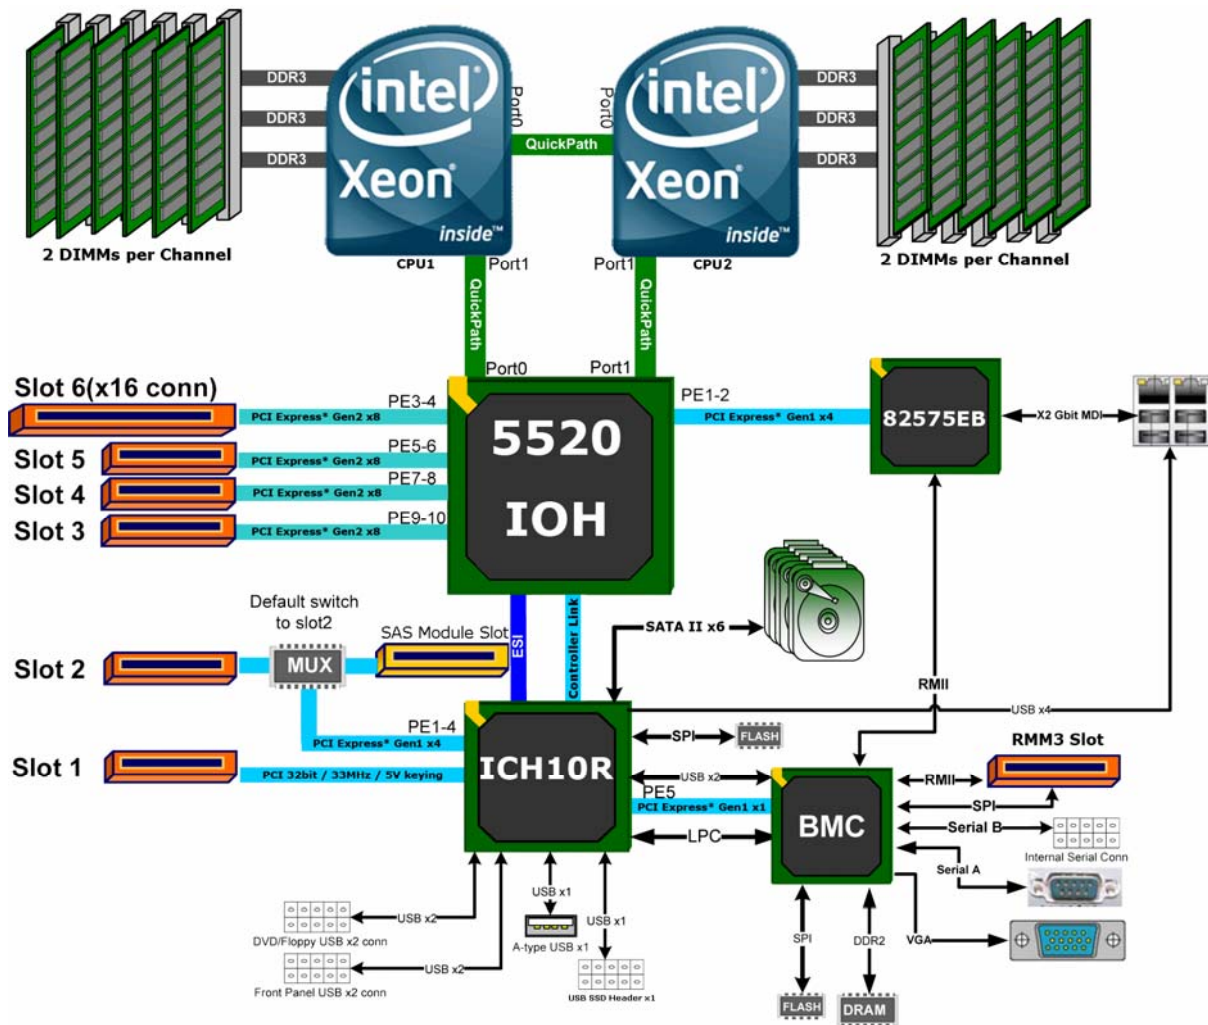 DDR3
DDR3
DDR3
intel®
Xeon®
inside™
Port0
QuickPath
Port0
intel®
Xeon®
inside™
DDR3
DDR3
DDR3
2 DIMMs per Channel
CPU1
Port1
Port1
CPU2
2 DIMMs per Channel
QuickPath
QuickPath
Port0
Port1
Slot 6(x16 conn)
PE3-4
PCI Express* Gen2 x8
Slot 5
PE5-6
PCI Express* Gen2 x8
Slot 4
PE7-8
PCI Express* Gen2 x8
Slot 3
PE9-10
PCI Express* Gen2 x8
5520
IOH
PE1-2
PCI Express* Gen1 x4
82575EB
X2 Gbit MDI
Default switch
to slot2
SAS Module Slot
ESI
Controller Link
SATA II x6
RMII
Slot 2
MUX
USB x4
PE1-4
PCI Express* Gen1 x4
Slot 1
PCI 32bit / 33MHz / 5V keying
ICH10R
SPI
FLASH
USB x2
PE5
PCI Express* Gen1 x1
LPC
BMC
RMM3 Slot
RMII
SPI
Serial B
Internal Serial Conn
Serial A
VGA
USB x2
DVD/Floppy USB x2 conn
USB x2
Front Panel USB x2 conn
USB x1
A-type USB x1
USB x1
USB SSD Header x1
SPI
FLASH
DDR2
DRAM